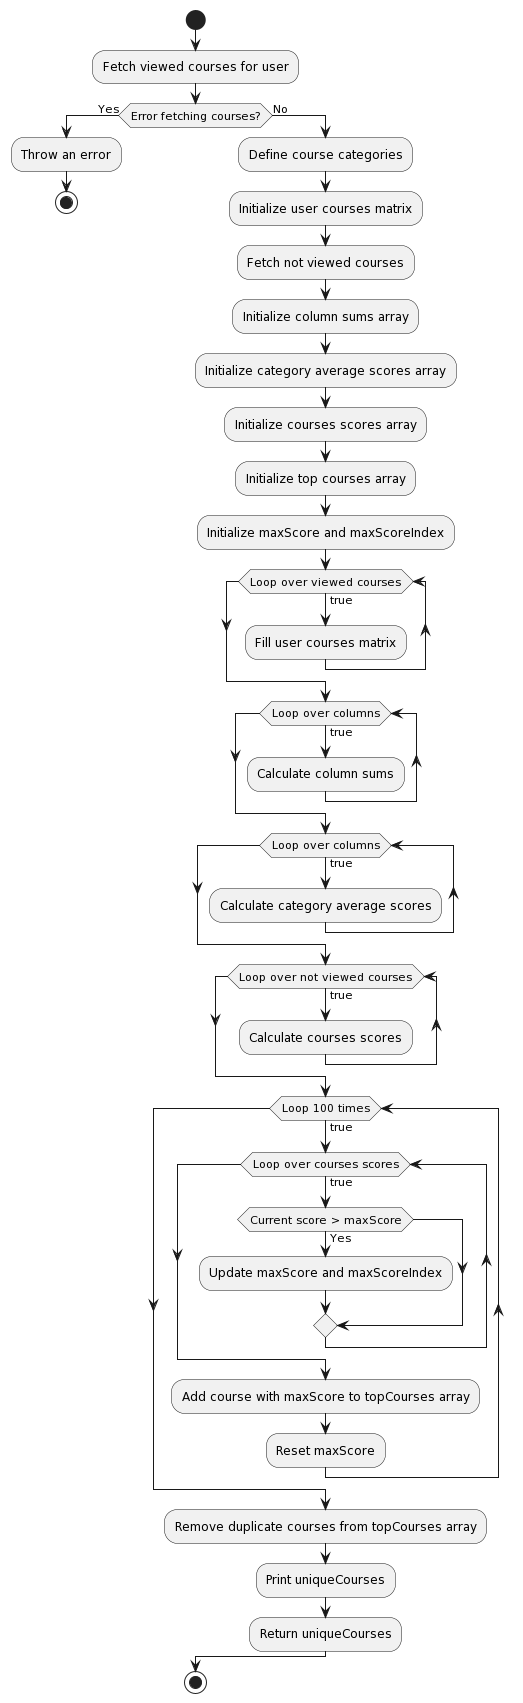 Fetch viewed courses for user
Yes
Error fetching courses?
No
Throw an error
Define course categories
Initialize user courses matrix
Fetch not viewed courses
Initialize column sums array
Initialize category average scores array
Initialize courses scores array
Initialize top courses array
Initialize maxScore and maxScoreIndex
Loop over viewed courses
true
Fill user courses matrix
Loop over columns
true
Calculate column sums
Loop over columns
true
Calculate category average scores
Loop over not viewed courses
true
Calculate courses scores
Loop 100 times
true
Loop over courses scores
true
Current score > maxScore
Yes
Update maxScore and maxScoreIndex
Add course with maxScore to topCourses array
Reset maxScore
Remove duplicate courses from topCourses array
Print uniqueCourses
Return uniqueCourses